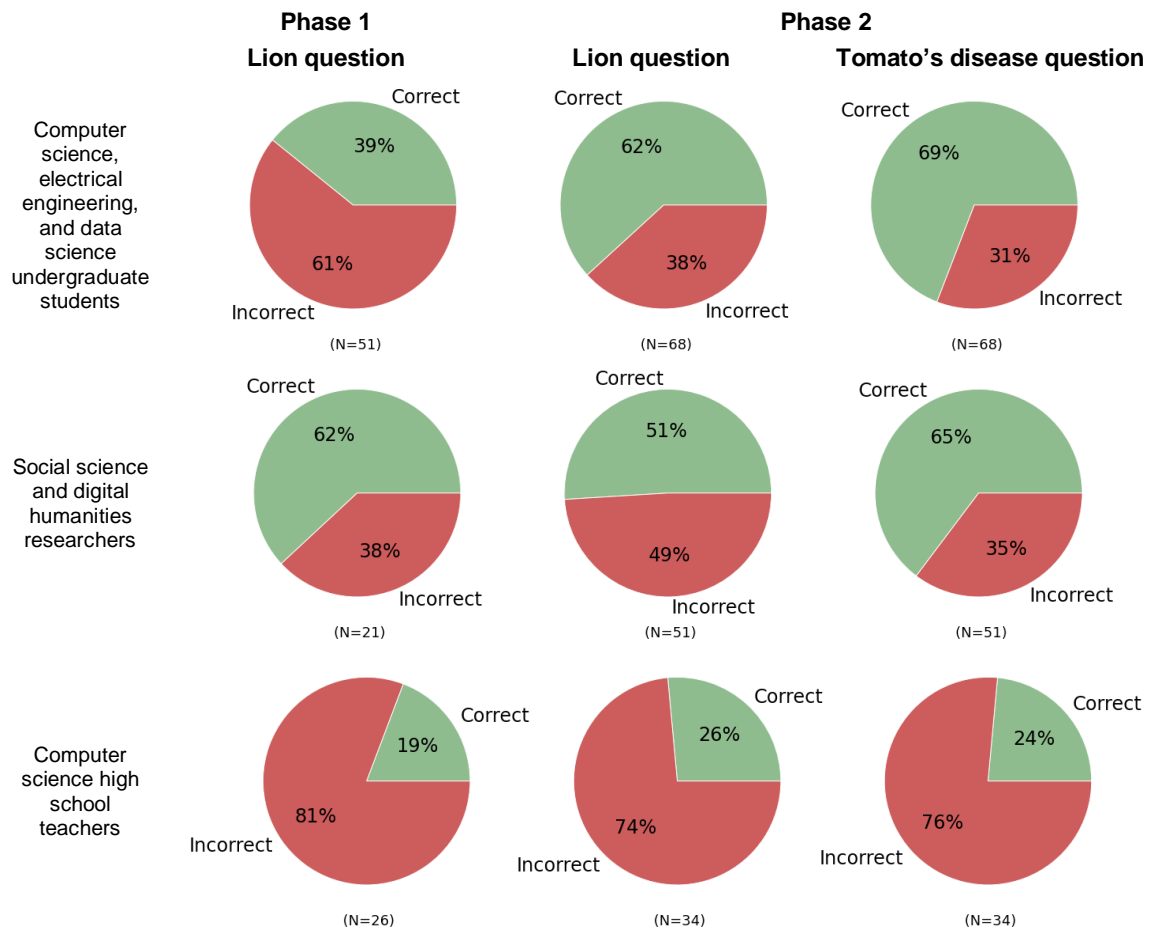 Phase 1
Phase 2
Lion question
Lion question
Tomato's disease question
Computer
science,
electrical
engineering,
and data
science
undergraduate
students
Correct
39%
61%
Incorrect
(N=51)
Correct
62%
38%
Incorrect
(N=68)
Correct
69%
31%
Incorrect
(N=68)
Social science
and digital
humanities
researchers
Correct
62%
38%
Incorrect
(N=21)
Correct
51%
49%
Incorrect
(N=51)
Correct
65%
35%
Incorrect
(N=51)
Computer
science high
school
teachers
Correct
19%
81%
Incorrect
(N=26)
Correct
26%
74%
Incorrect
(N=34)
Correct
24%
76%
Incorrect
(N=34)